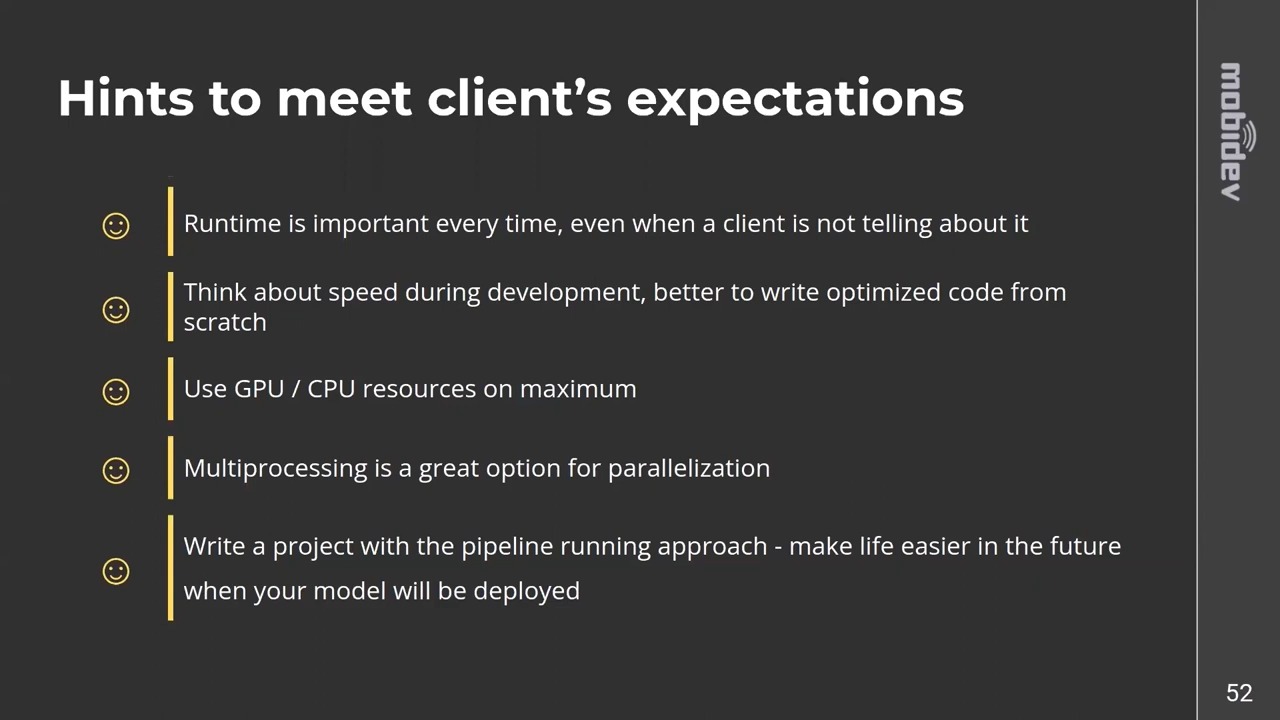 Hints to meet client’s expectations
Runtime is important every time, even when a client is not telling about it
Think about speed during development, better to write optimized code from
scratch
Use GPU / CPU resources on maximum
Multiprocessing is a great option for parallelization
Write a project with the pipeline running approach - make life easier in the future
when your model will be deployed
mobidev
52